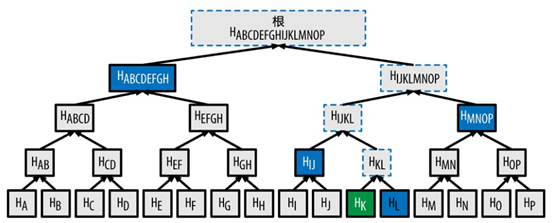 根
HABCDEFGHIJKLMNOP
HABCDEFGH HIJKLMNOP
HABCD HEFGH HIJKL HMNOP
HAB HCD HEF HGH HIJ HKL HMN HOP
HA HB HC HD HE HF HG HH HI HJ HK HL HM HN HO HP